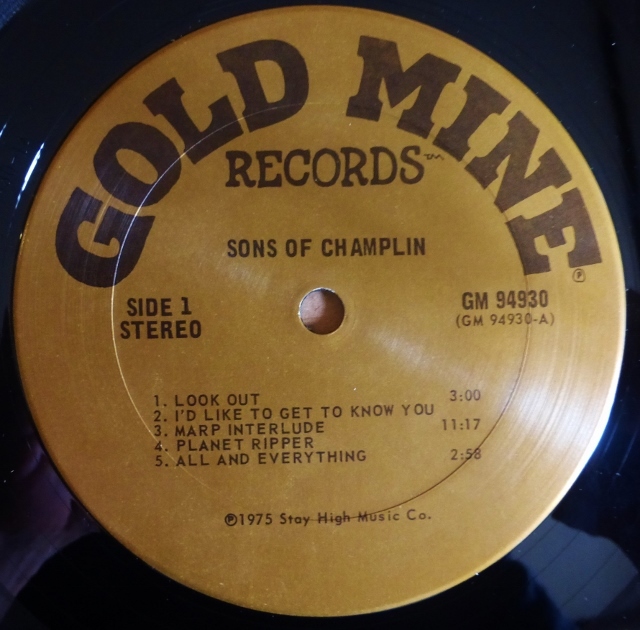 GOLD MINE
RECORDS™
SONS OF CHAMPLIN
SIDE 1
STEREO
GM 94930
(GM 94930-A)
1. LOOK OUT 3:00
2. I'D LIKE TO GET TO KNOW YOU
3. MARP INTERLUDE 11:17
4. PLANET RIPPER
5. ALL AND EVERYTHING 2:58
℗1975 Stay High Music Co.